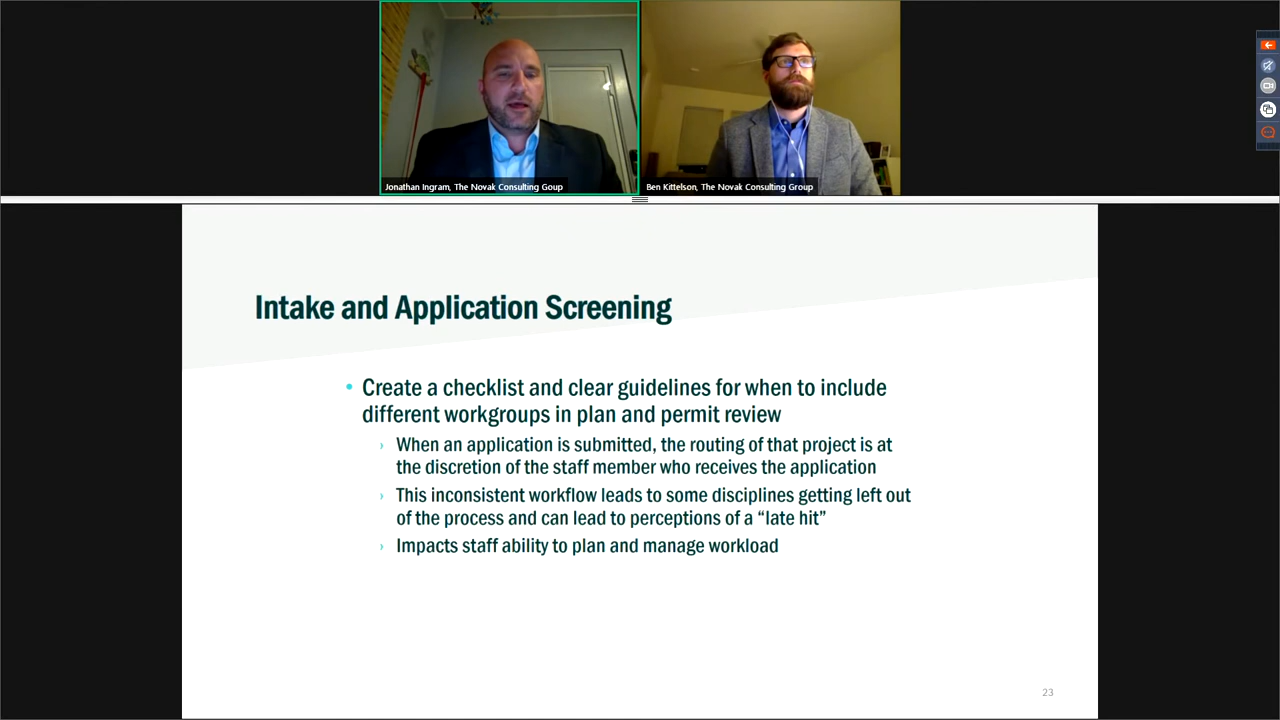 Jonathan Ingram, The Novak Consulting Goup
Ben Kittelson, The Novak Consulting Group
Intake and Application Screening
• Create a checklist and clear guidelines for when to include
different workgroups in plan and permit review
› When an application is submitted, the routing of that project is at
the discretion of the staff member who receives the application
› This inconsistent workflow leads to some disciplines getting left out
of the process and can lead to perceptions of a “late hit”
› Impacts staff ability to plan and manage workload
23